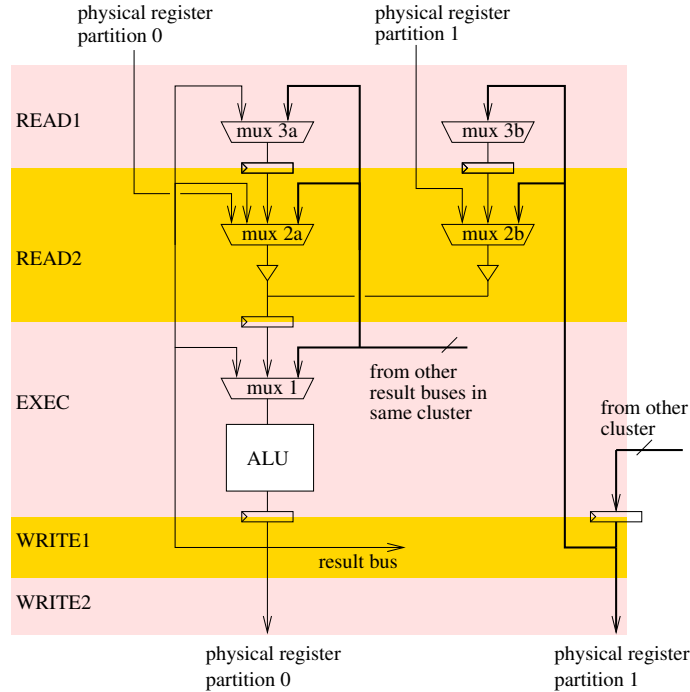 physical register
partition 0
physical register
partition 1
READ1
mux 3a
mux 3b
READ2
mux 2a
mux 2b
EXEC
mux 1
from other
result buses in
same cluster
from other
cluster
ALU
WRITE1
result bus
WRITE2
physical register
partition 0
physical register
partition 1